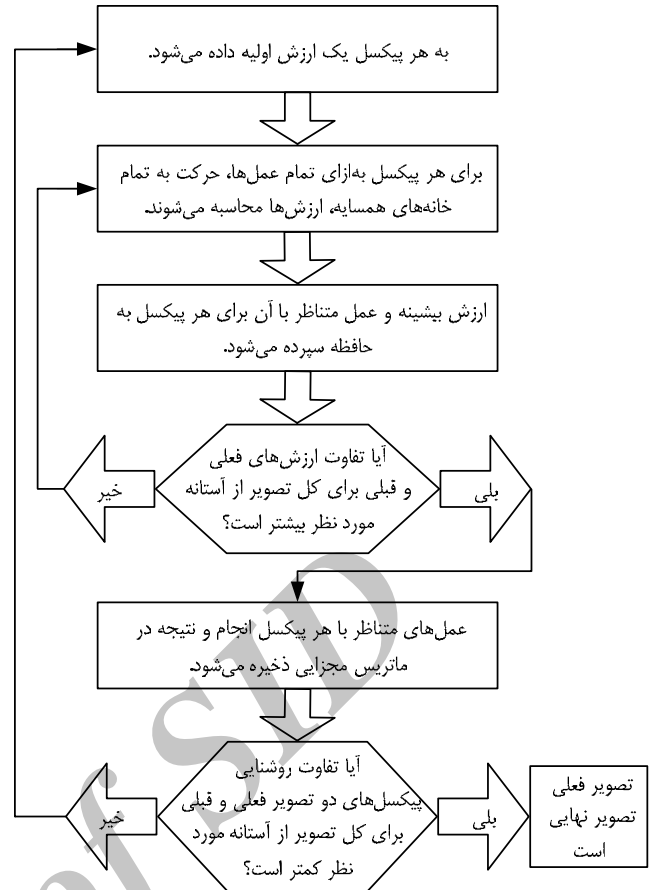 به هر پیکسل یک ارزش اولیه داده می‌شود.
برای هر پیکسل به‌ازای تمام عمل‌ها، حرکت به تمام
خانه‌های همسایه، ارزش‌ها محاسبه می‌شوند.
ارزش بیشینه و عمل متناظر با آن برای هر پیکسل به
حافظه سپرده می‌شود.
آیا تفاوت ارزش‌های فعلی
و قبلی برای کل تصویر از آستانه
مورد نظر بیشتر است؟
خیر
بلی
عمل‌های متناظر با هر پیکسل انجام و نتیجه در
ماتریس مجزایی ذخیره می‌شود.
آیا تفاوت روشنایی
پیکسل‌های دو تصویر فعلی و قبلی
برای کل تصویر از آستانه مورد
نظر کمتر است؟
خیر
بلی
تصویر فعلی
تصویر نهایی
است
of SID